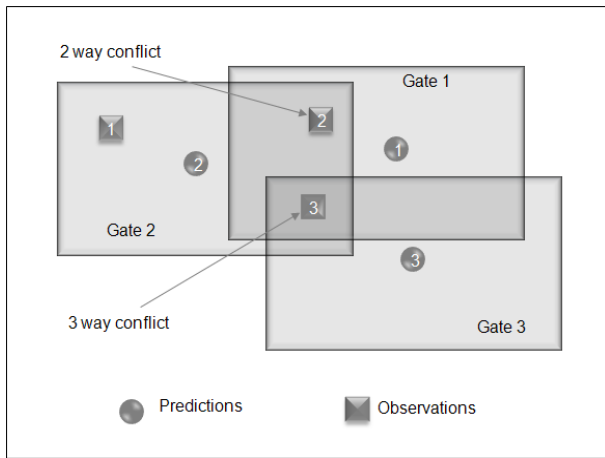 2 way conflict
Gate 1
1
2
2
1
3
Gate 2
3
3 way conflict
Gate 3
Predictions
Observations